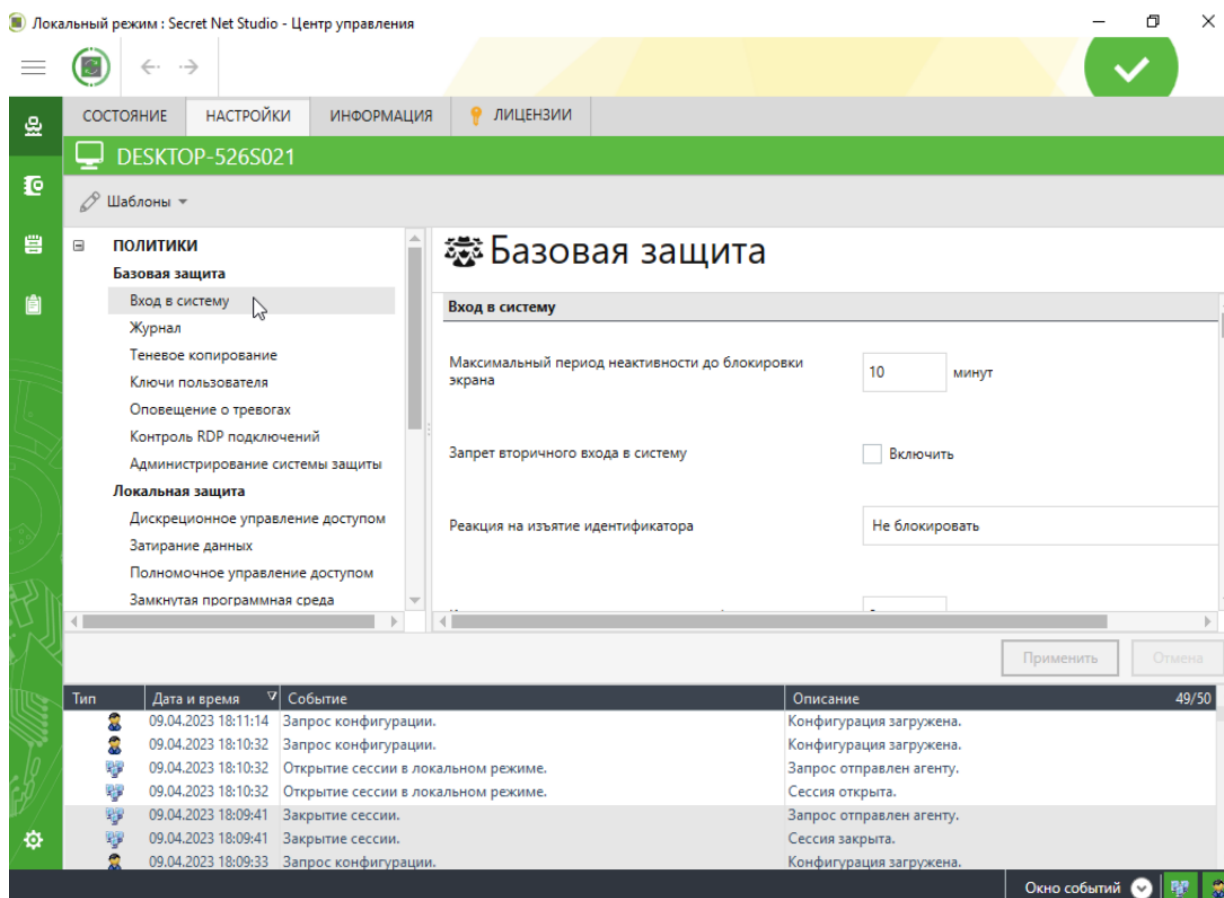 Локальный режим : Secret Net Studio - Центр управления
СОСТОЯНИЕ НАСТРОЙКИ ИНФОРМАЦИЯ ЛИЦЕНЗИИ
DESKTOP-526S021
Шаблоны
ПОЛИТИКИ
Базовая защита
Вход в систему
Журнал
Теневое копирование
Ключи пользователя
Оповещение о тревогах
Контроль RDP подключений
Администрирование системы защиты
Локальная защита
Дискреционное управление доступом
Затирание данных
Полномочное управление доступом
Замкнутая программная среда
Базовая защита
Вход в систему
Максимальный период неактивности до блокировки
экрана
10 минут
Запрет вторичного входа в систему
Включить
Реакция на изъятие идентификатора
Не блокировать
Применить Отмена
Тип Дата и время Событие Описание 49/50
09.04.2023 18:11:14 Запрос конфигурации. Конфигурация загружена.
09.04.2023 18:10:32 Запрос конфигурации. Конфигурация загружена.
09.04.2023 18:10:32 Открытие сессии в локальном режиме. Запрос отправлен агенту.
09.04.2023 18:10:32 Открытие сессии в локальном режиме. Сессия открыта.
09.04.2023 18:09:41 Закрытие сессии. Запрос отправлен агенту.
09.04.2023 18:09:41 Закрытие сессии. Сессия закрыта.
09.04.2023 18:09:33 Запрос конфигурации. Конфигурация загружена.
Окно событий